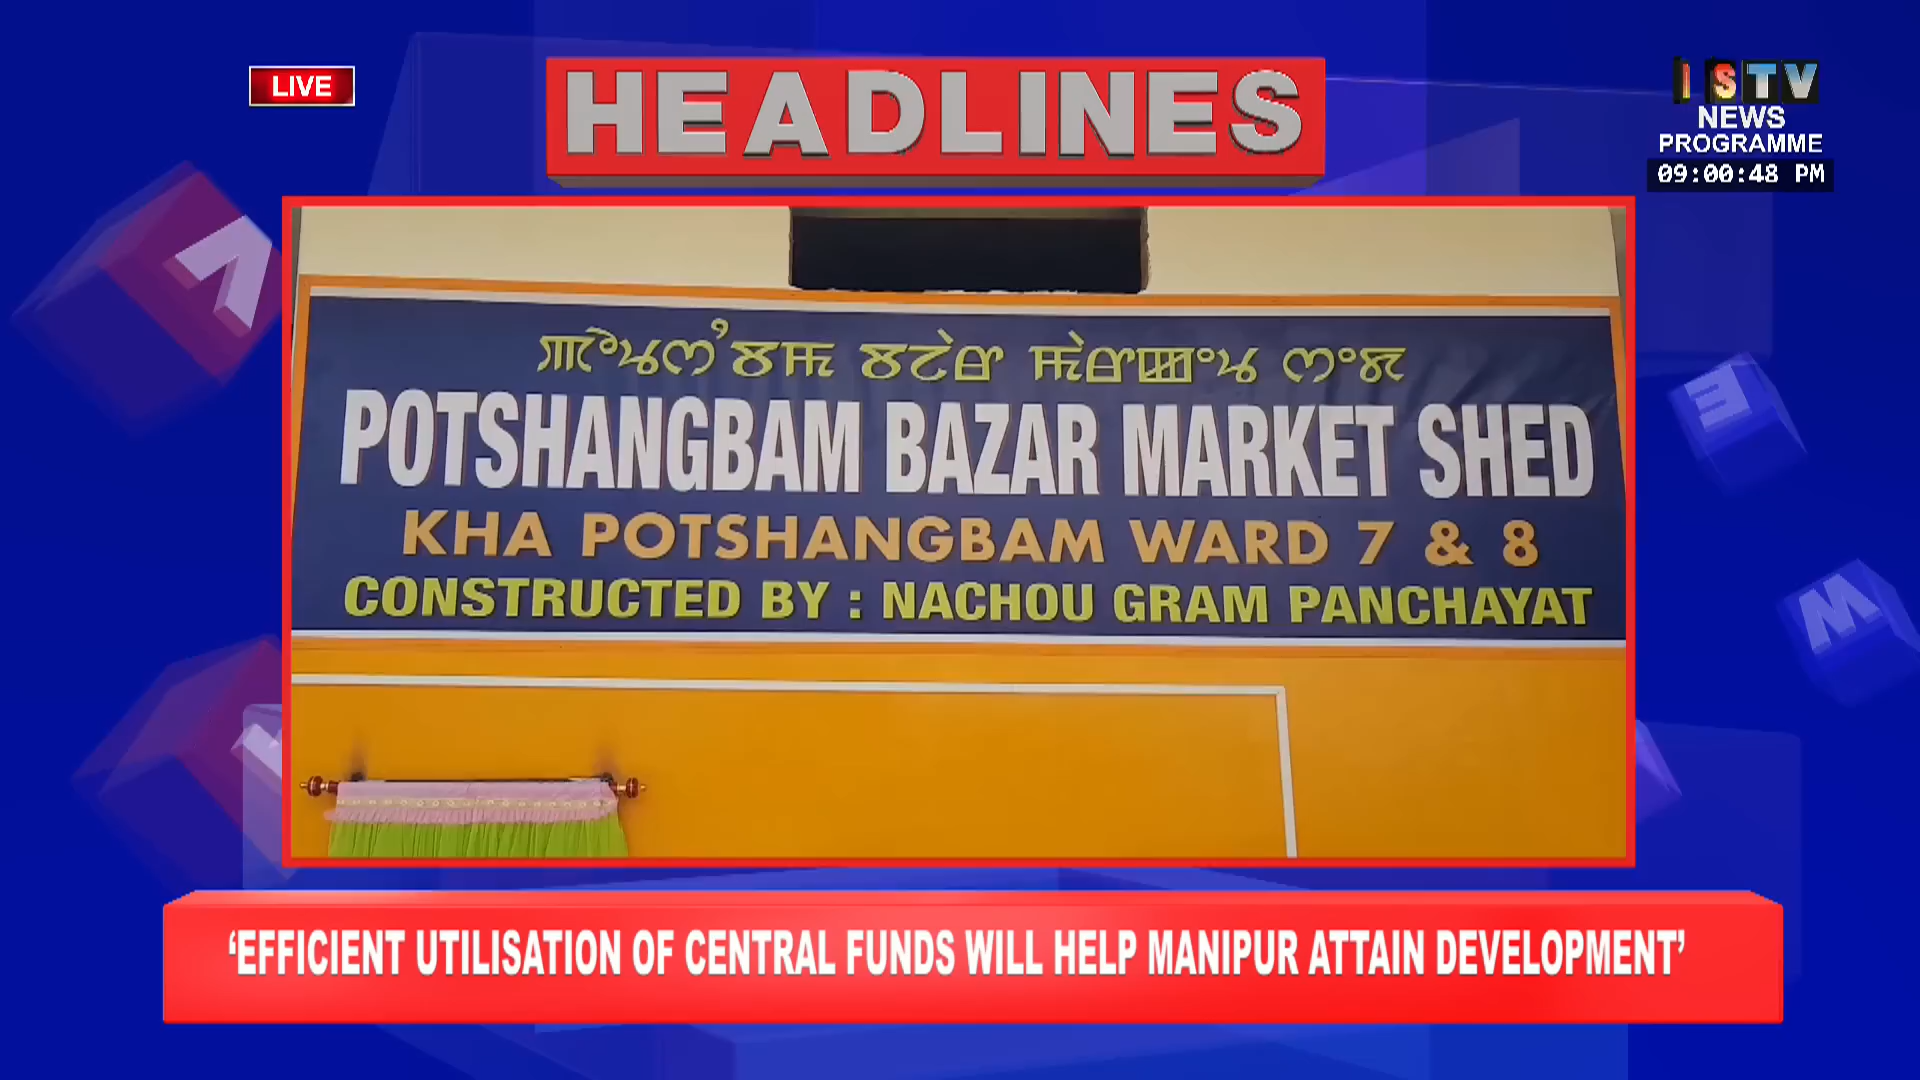 LIVE
HEADLINES
ISTV
NEWS
PROGRAMME
09:00:48 PM
POTSHANGBAM BAZAR MARKET SHED
KHA POTSHANGBAM WARD 7 & 8
CONSTRUCTED BY : NACHOU GRAM PANCHAYAT
‘EFFICIENT UTILISATION OF CENTRAL FUNDS WILL HELP MANIPUR ATTAIN DEVELOPMENT’